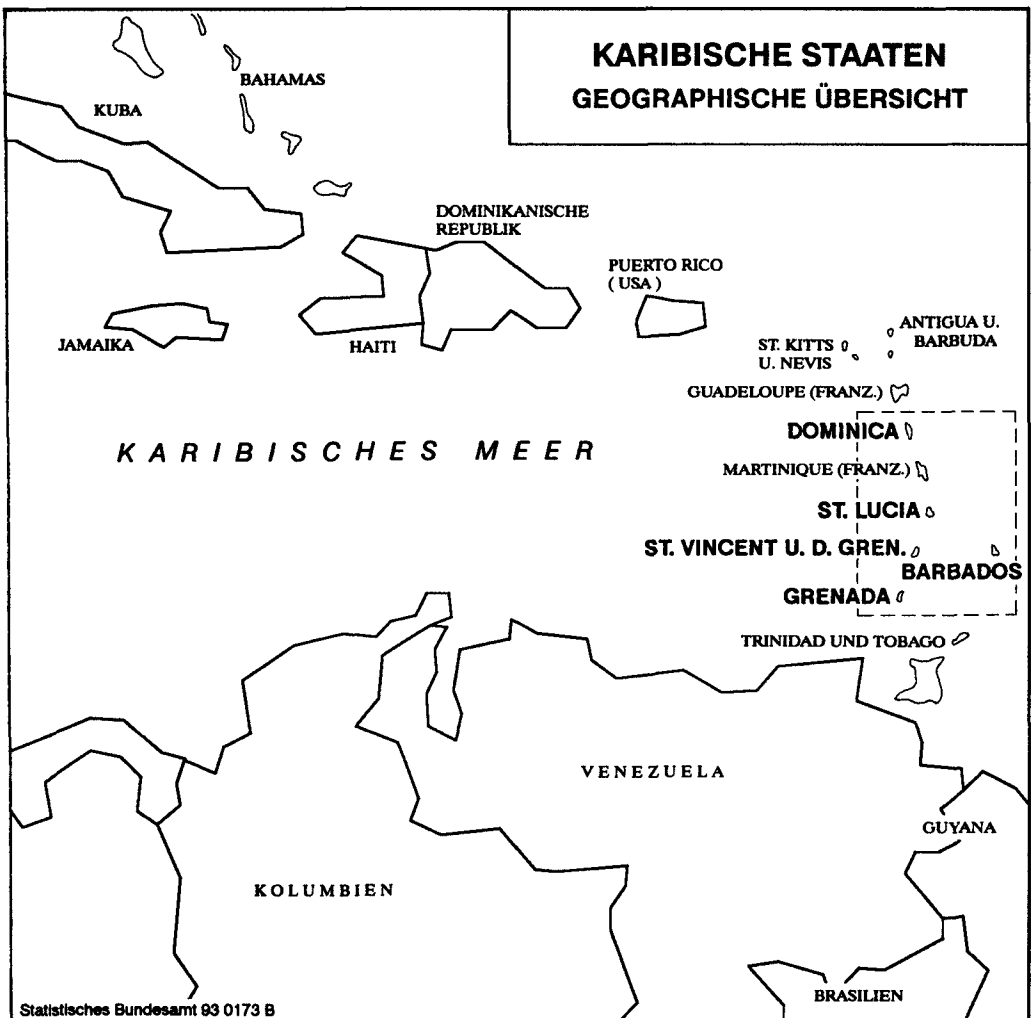 KARIBISCHE STAATEN
GEOGRAPHISCHE ÜBERSICHT
BAHAMAS
KUBA
DOMINIKANISCHE
REPUBLIK
PUERTO RICO
( USA )
ANTIGUA U.
BARBUDA
JAMAIKA
HAITI
ST. KITTS
U. NEVIS
GUADELOUPE (FRANZ.)
DOMINICA
KARIBISCHES MEER
MARTINIQUE (FRANZ.)
ST. LUCIA
ST. VINCENT U. D. GREN.
BARBADOS
GRENADA
TRINIDAD UND TOBAGO
VENEZUELA
GUYANA
KOLUMBIEN
BRASILIEN
Statistisches Bundesamt 93 0173 B